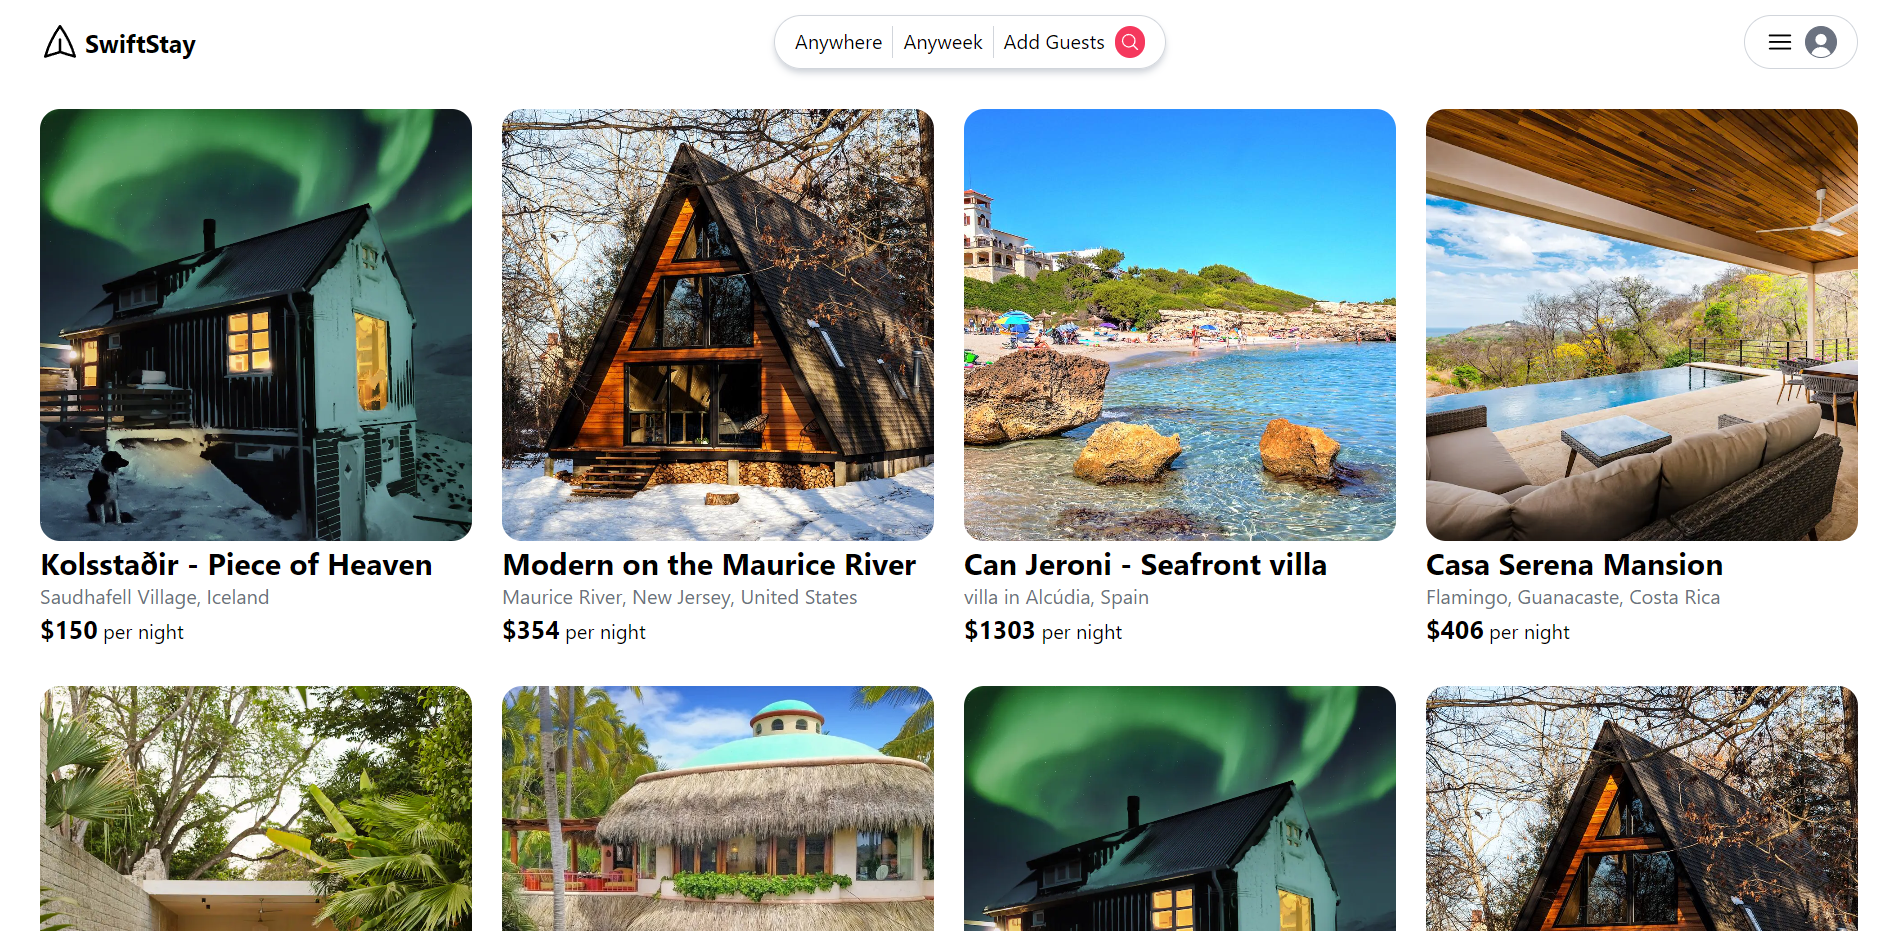 SwiftStay
Anywhere
Anyweek
Add Guests
Kolsstaðir - Piece of Heaven
Saudhafell Village, Iceland
$150 per night
Modern on the Maurice River
Maurice River, New Jersey, United States
$354 per night
Can Jeroni - Seafront villa
villa in Alcúdia, Spain
$1303 per night
Casa Serena Mansion
Flamingo, Guanacaste, Costa Rica
$406 per night